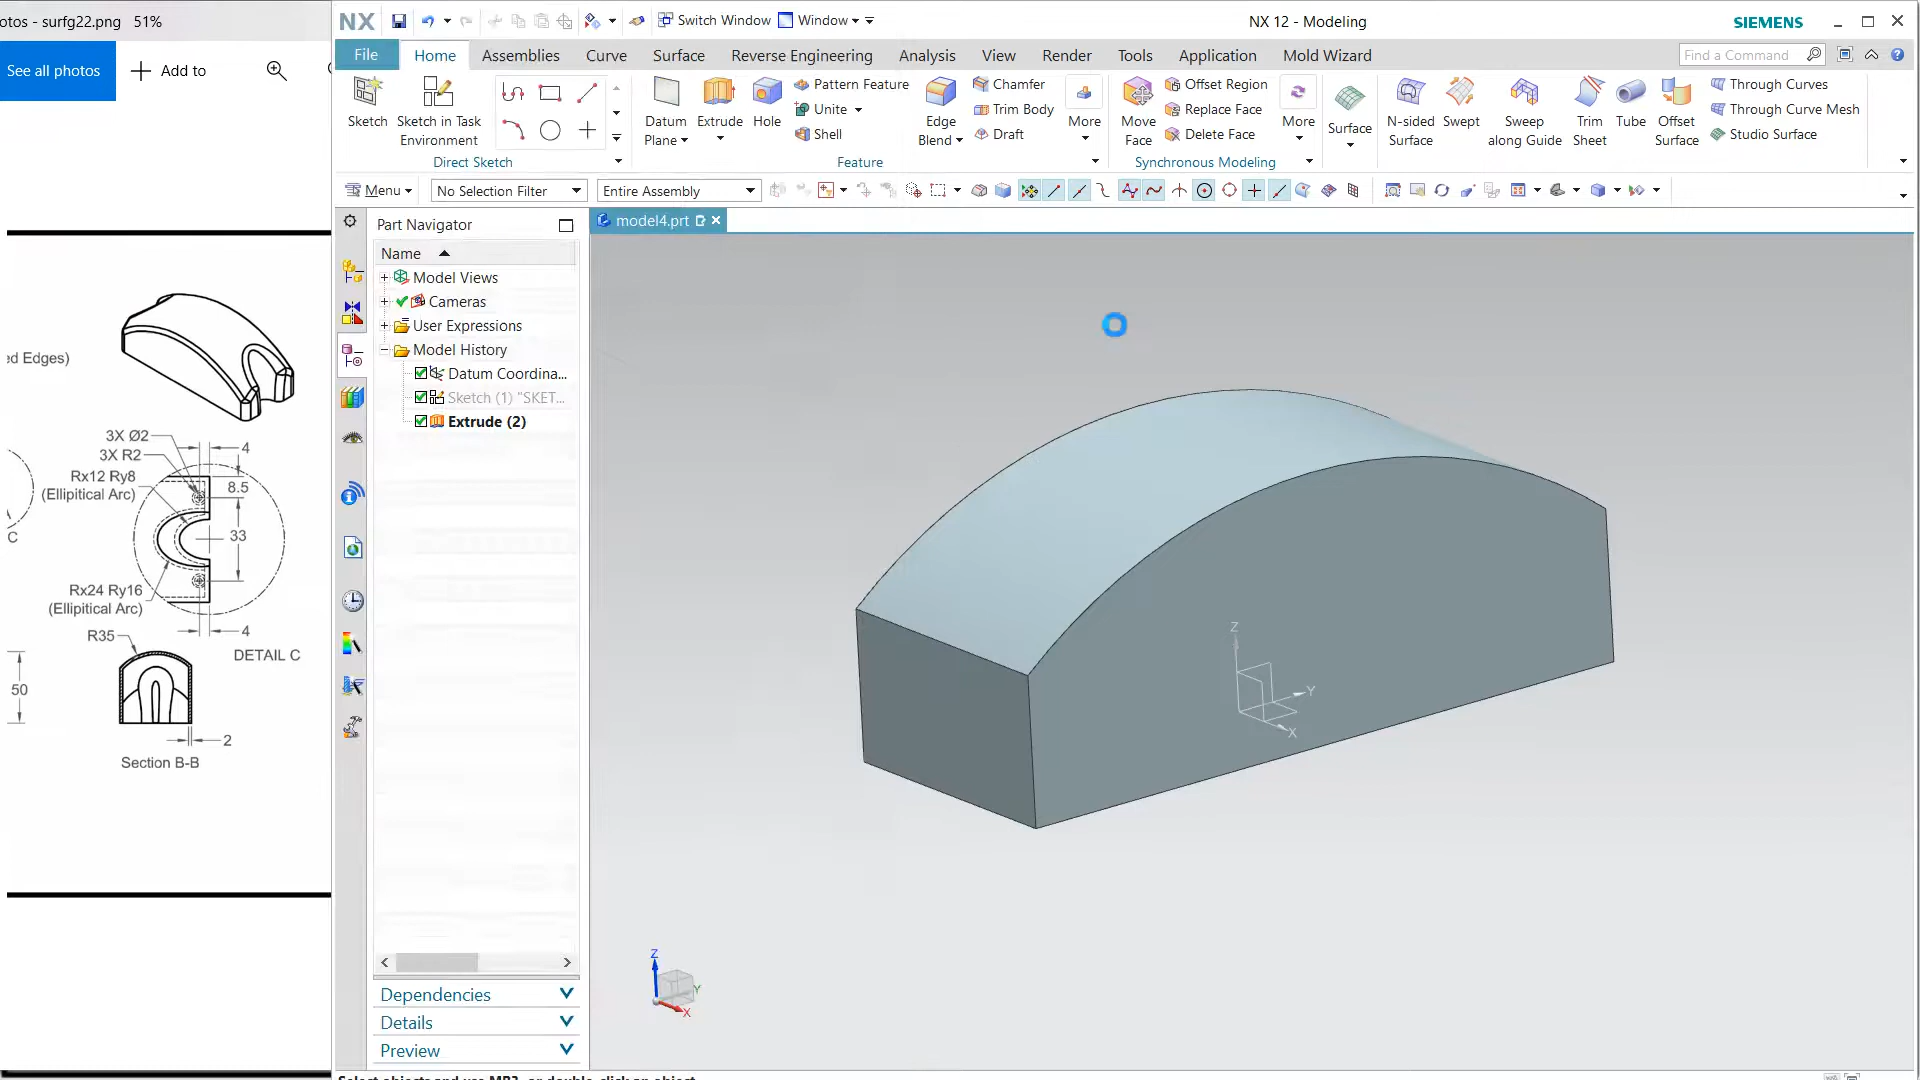 otos - surfg22.png 51%
See all photos
Add to
NX
Switch Window
Window
NX 12 - Modeling
SIEMENS
File
Home
Assemblies
Curve
Surface
Reverse Engineering
Analysis
View
Render
Tools
Application
Mold Wizard
Find a Command
Sketch
Sketch in Task Environment
Direct Sketch
Datum Plane
Extrude
Hole
Pattern Feature
Unite
Shell
Edge Blend
Chamfer
Trim Body
Draft
More
Feature
Move Face
Offset Region
Replace Face
Delete Face
More
Synchronous Modeling
Surface
N-sided Surface
Swept
Sweep along Guide
Trim Sheet
Tube
Offset Surface
Through Curves
Through Curve Mesh
Studio Surface
Menu
No Selection Filter
Entire Assembly
Part Navigator
Name
Model Views
Cameras
User Expressions
Model History
Datum Coordina...
Sketch (1) "SKET...
Extrude (2)
Dependencies
Details
Preview
model4.prt
Z
Y
X
Z
Y
X
ed Edges)
3X Ø2
4
3X R2
Rx12 Ry8
(Ellipitical Arc)
8.5
C
33
Rx24 Ry16
(Ellipitical Arc)
4
R35
DETAIL C
50
2
Section B-B